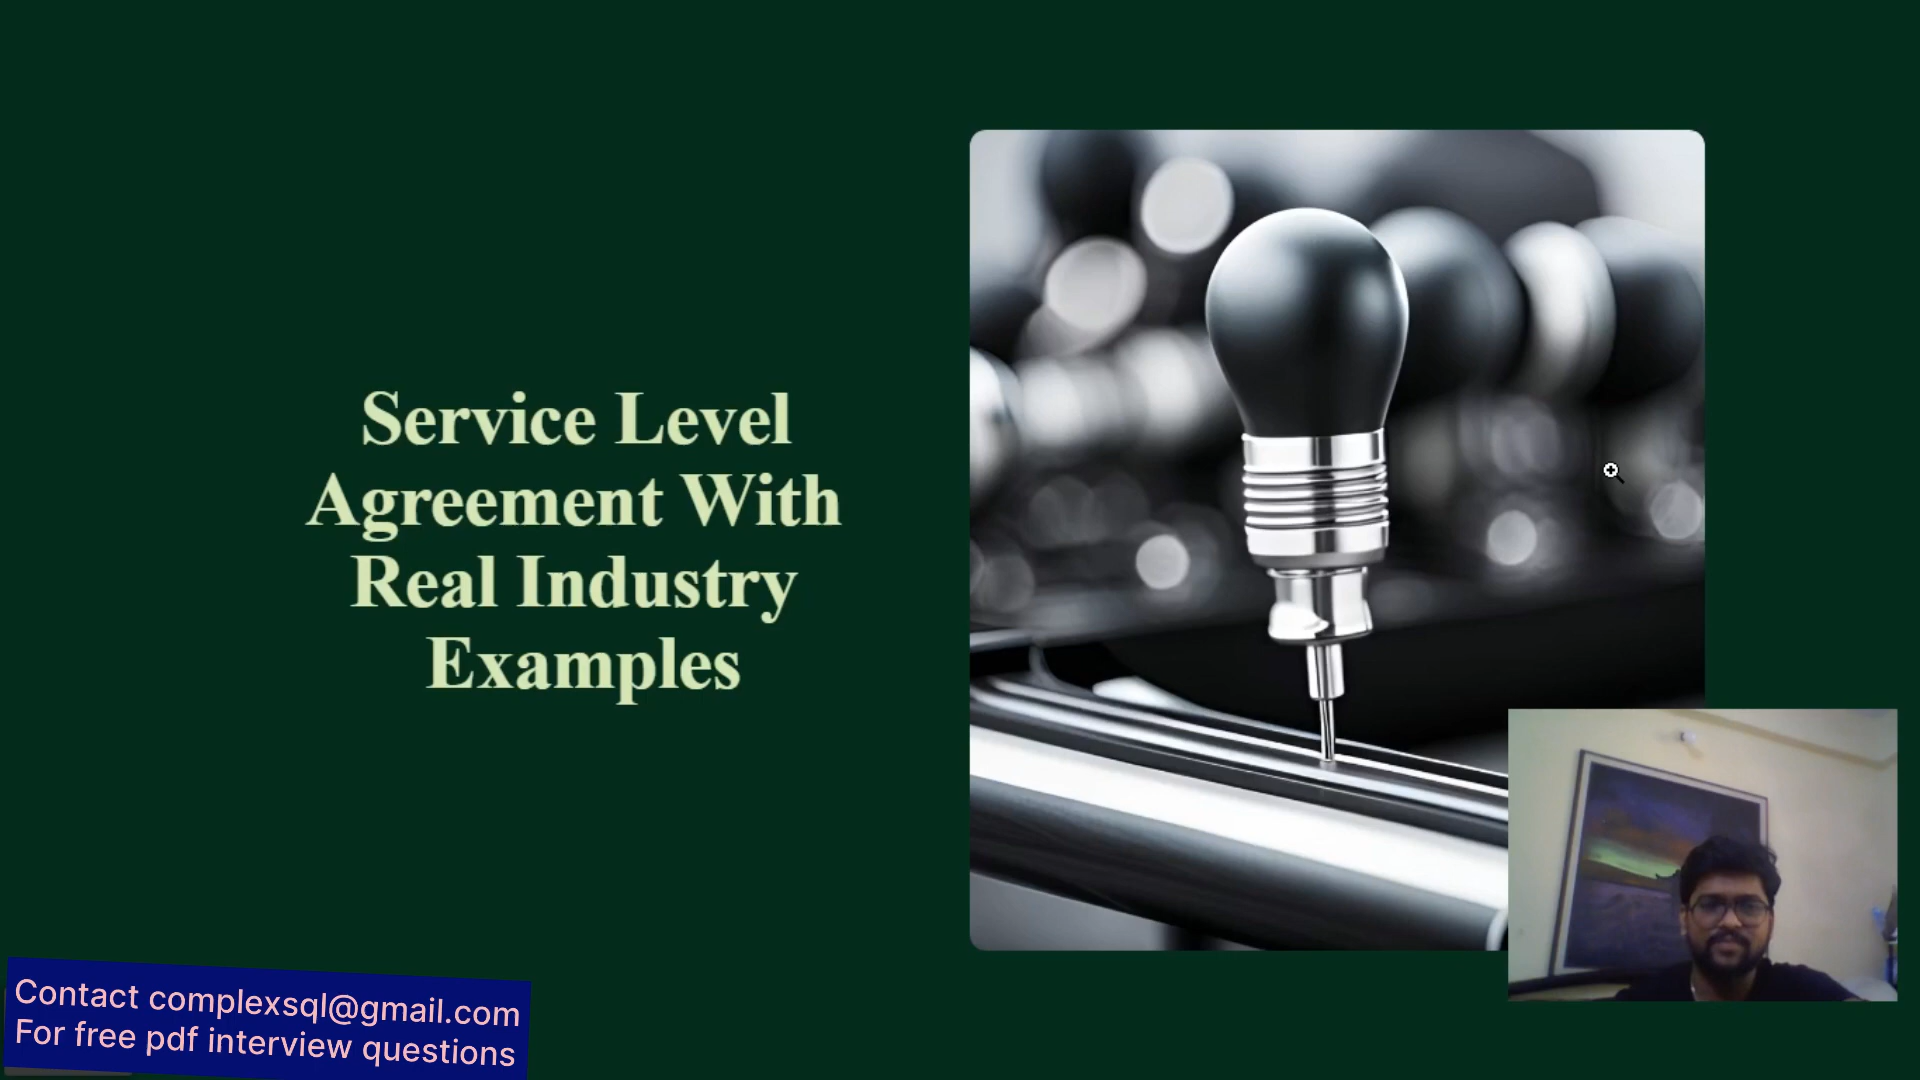 Service Level
Agreement With
Real Industry
Examples
Contact complexsql@gmail.com
For free pdf interview questions